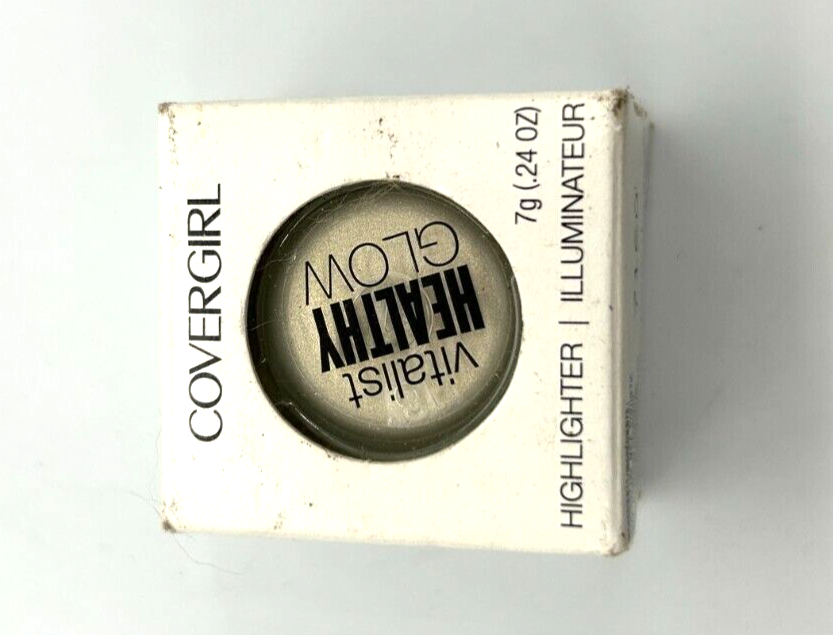 COVERGIRL
vitalist
HEALTHY
GLOW
7g (.24 OZ)
HIGHLIGHTER | ILLUMINATEUR